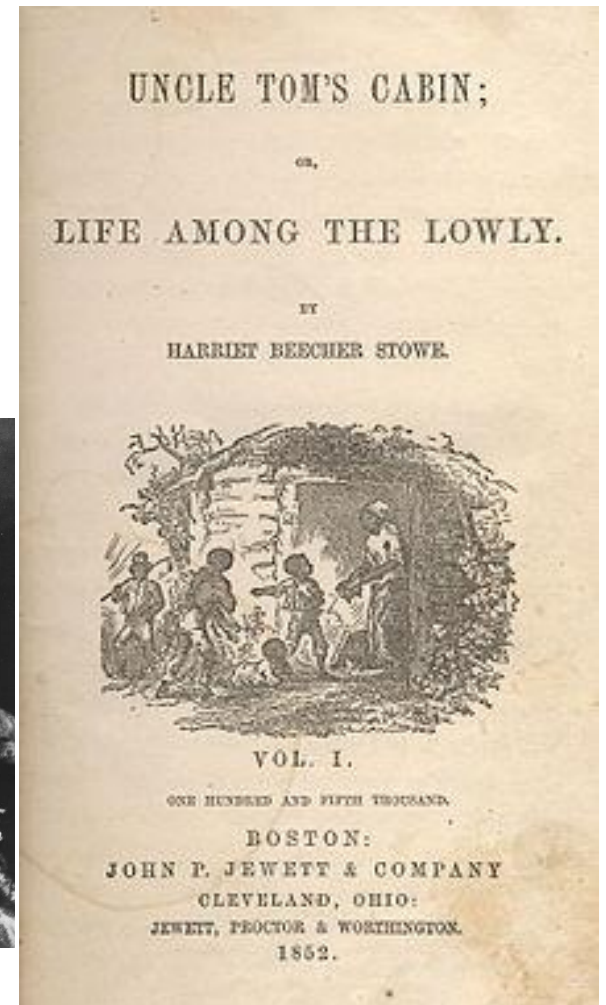 UNCLE TOM'S CABIN;
OR,
LIFE AMONG THE LOWLY.
BY
HARRIET BEECHER STOWE.
VOL. I.
ONE HUNDRED AND FIFTH THOUSAND.
BOSTON:
JOHN P. JEWETT & COMPANY
CLEVELAND, OHIO:
JEWETT, PROCTOR & WORTHINGTON.
1852.